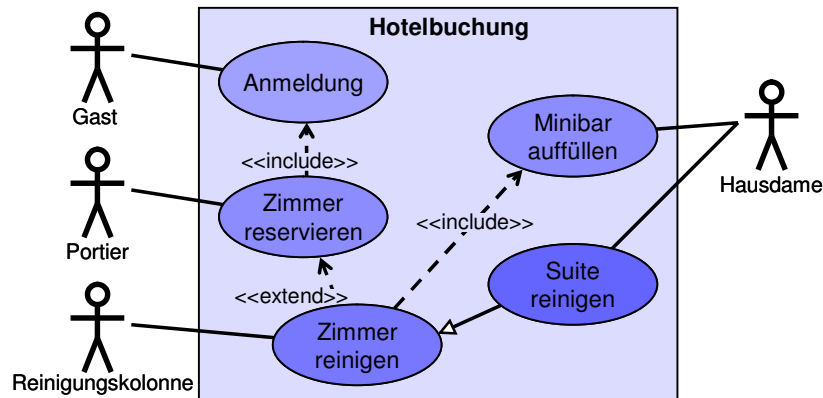 Hotelbuchung
Gast
Anmeldung
<<include>>
Minibar
auffüllen
Hausdame
Portier
Zimmer
reservieren
<<include>>
<<extend>>
Suite
reinigen
Reinigungskolonne
Zimmer
reinigen